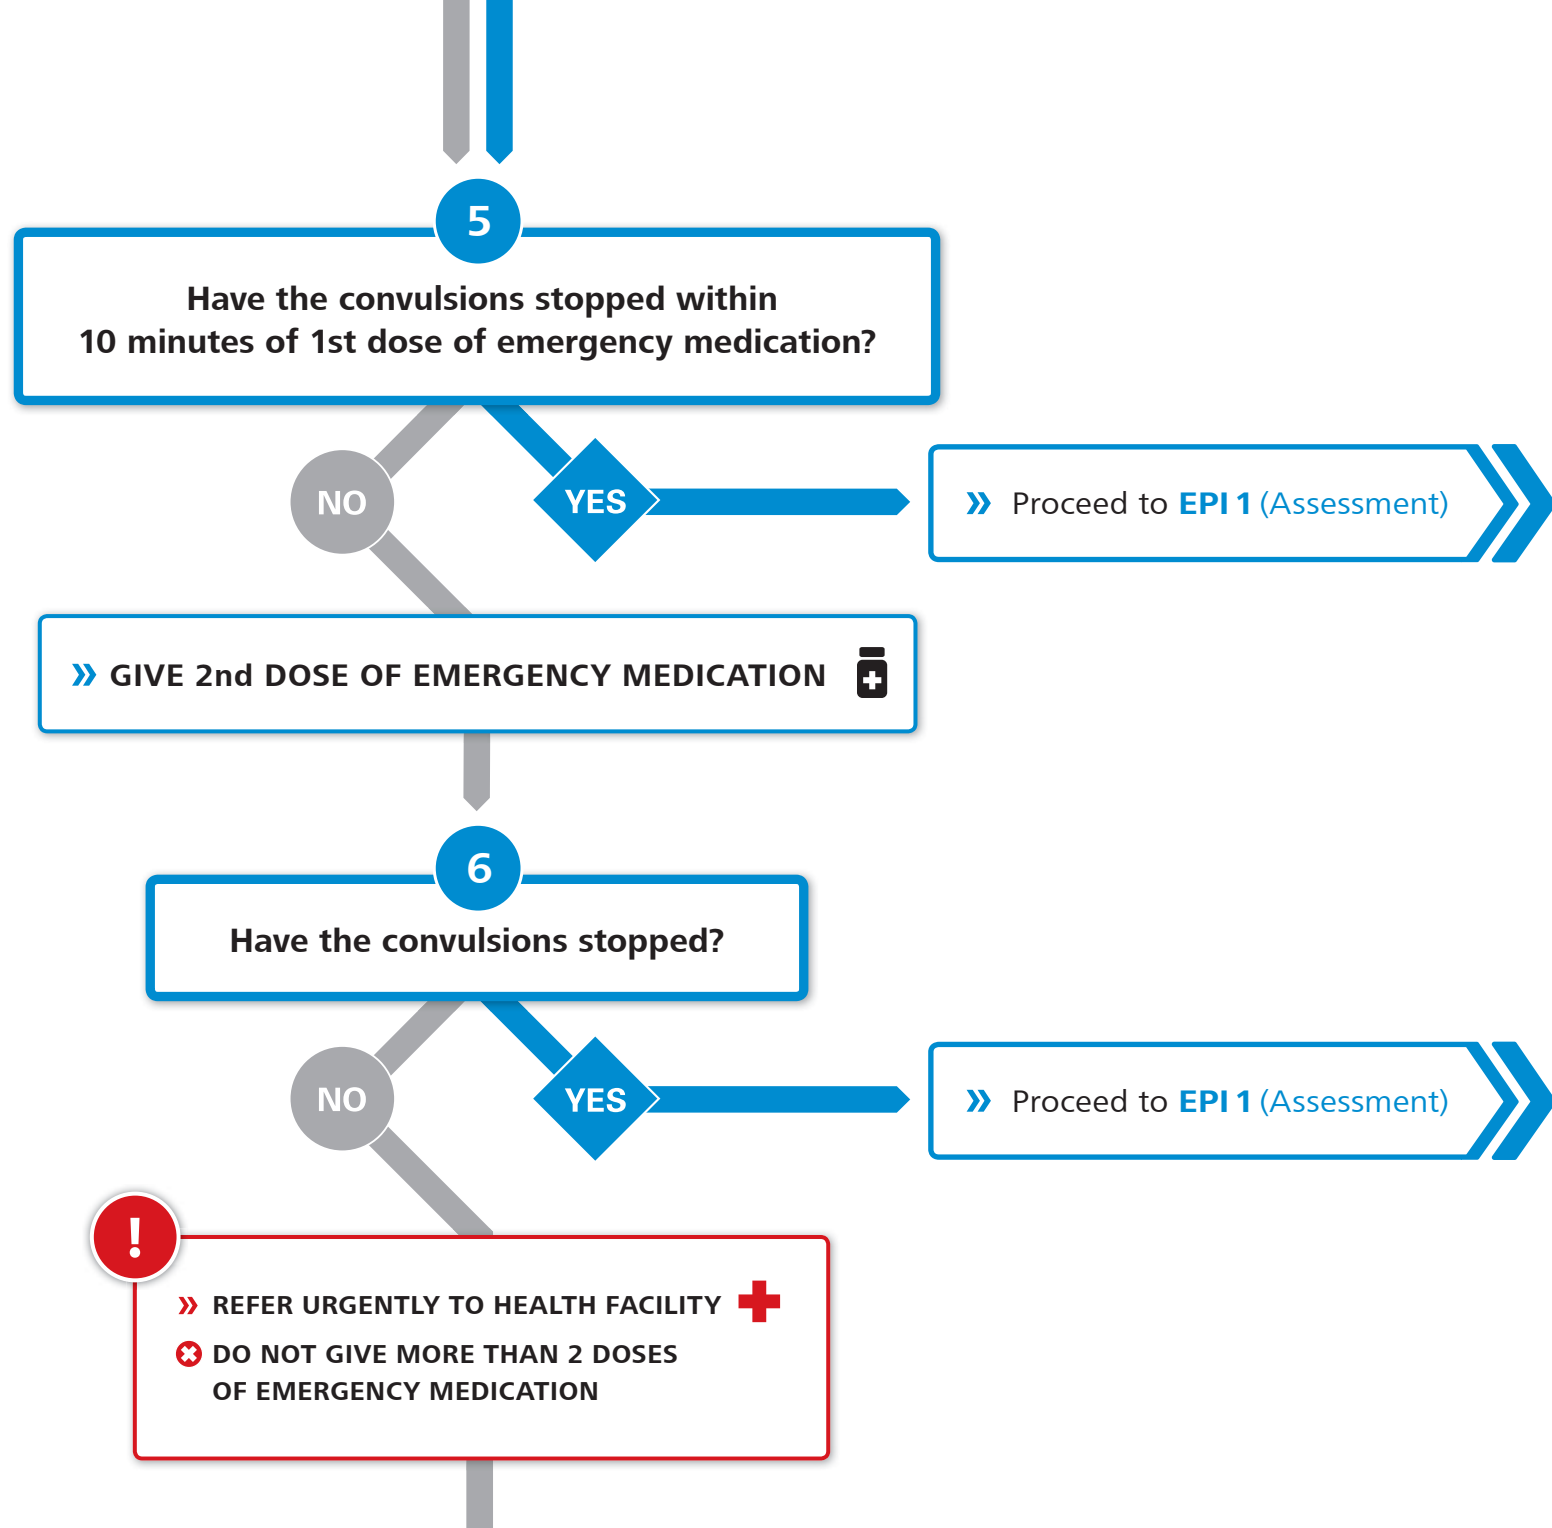 5
Have the convulsions stopped within
10 minutes of 1st dose of emergency medication?
NO
YES
» Proceed to EPI 1 (Assessment)
» GIVE 2nd DOSE OF EMERGENCY MEDICATION
6
Have the convulsions stopped?
NO
YES
» Proceed to EPI 1 (Assessment)
!
» REFER URGENTLY TO HEALTH FACILITY
DO NOT GIVE MORE THAN 2 DOSES
OF EMERGENCY MEDICATION